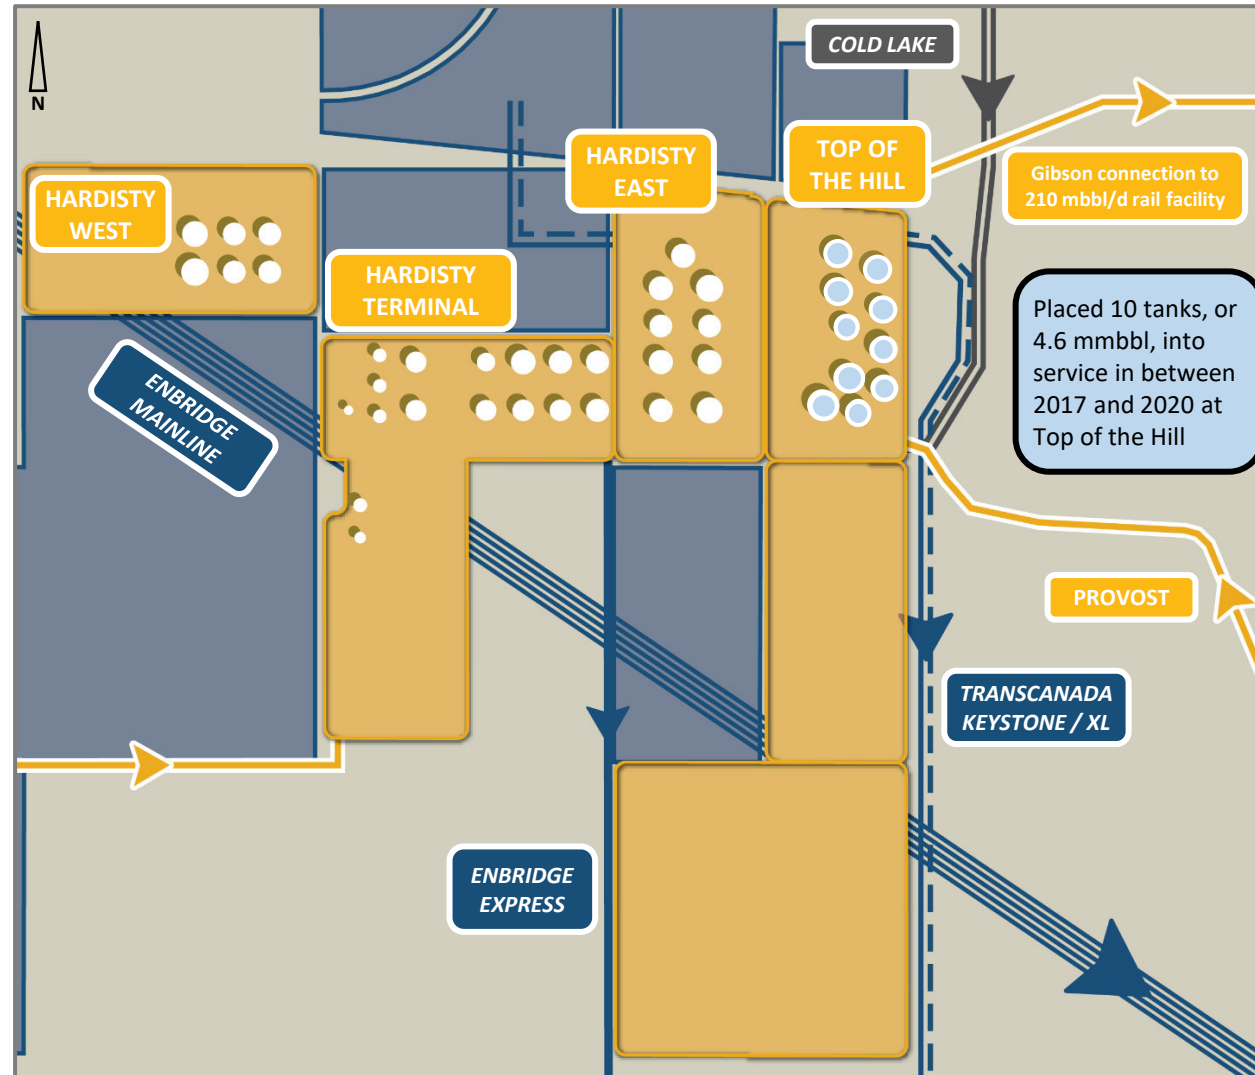 COLD LAKE
N
HARDISTY
EAST
TOP OF
THE HILL
Gibson connection to
210 mbbl/d rail facility
HARDISTY
WEST
HARDISTY
TERMINAL
Placed 10 tanks, or
4.6 mmbbl, into
service in between
2017 and 2020 at
Top of the Hill
ENBRIDGE
MAINLINE
PROVOST
TRANSCANADA
KEYSTONE / XL
ENBRIDGE
EXPRESS